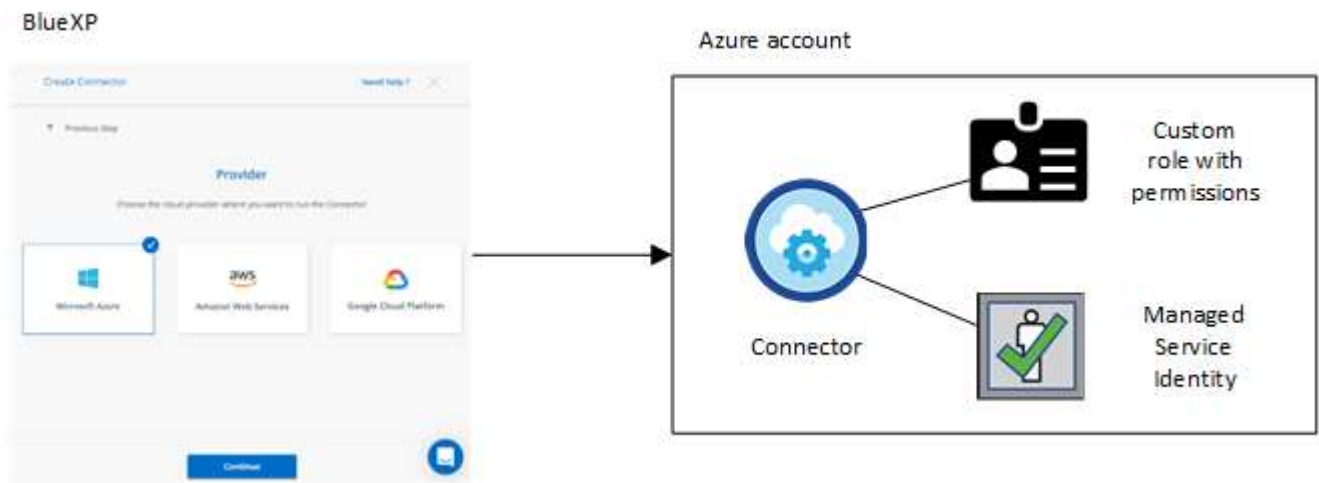 BlueXP
Create Connector
Need help ?
Previous Step
Provider
Choose the cloud provider where you want to run the Connector
Microsoft Azure
aws
Amazon Web Services
Google Cloud Platform
Continue
Azure account
Connector
Custom
role with
permissions
Managed
Service
Identity